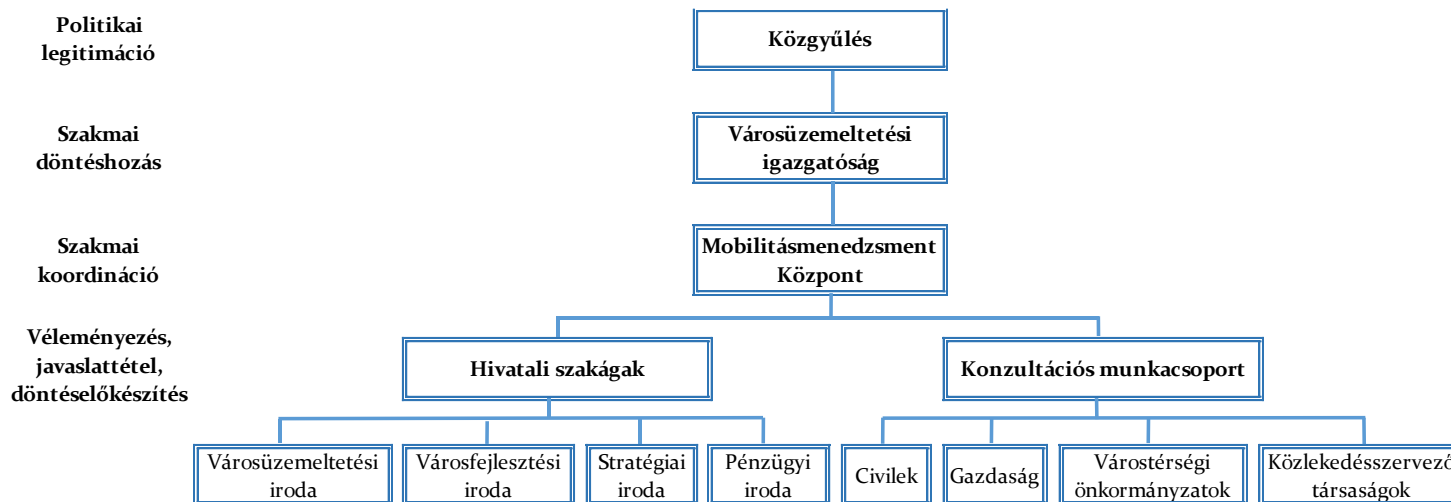 Politikai
legitimáció
Közgyűlés
Szakmai
döntéshozás
Városüzemeltetési
igazgatóság
Szakmai
koordináció
Mobilitásmenedzsment
Központ
Véleményezés,
javaslattétel,
döntéselőkészítés
Hivatali szakágak
Konzultációs munkacsoport
Városüzemeltetési
iroda
Városfejlesztési
iroda
Stratégiai
iroda
Pénzügyi
iroda
Civilek
Gazdaság
Várostérségi
önkormányzatok
Közlekedésszervező
társaságok